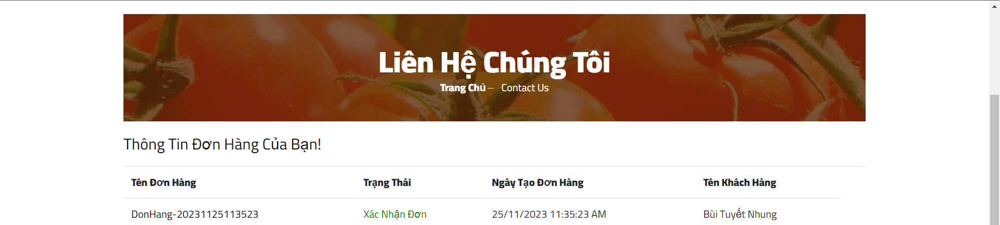 Liên Hệ Chúng Tôi
Trang Chủ — Contact Us
Thông Tin Đơn Hàng Của Bạn!
Tên Đơn Hàng Trạng Thái Ngày Tạo Đơn Hàng Tên Khách Hàng
DonHang-20231125113523 Xác Nhận Đơn 25/11/2023 11:35:23 AM Bùi Tuyết Nhung